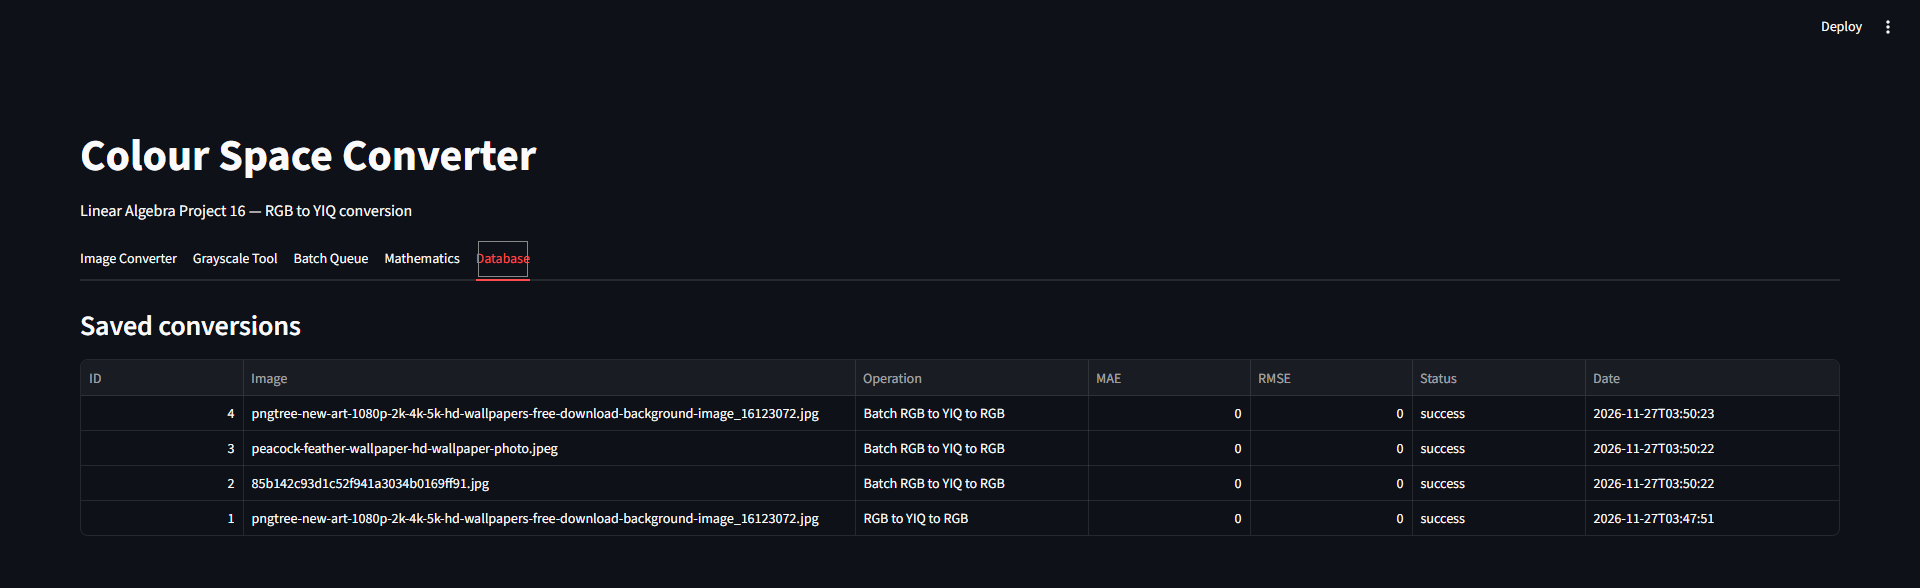 Deploy
Colour Space Converter
Linear Algebra Project 16 — RGB to YIQ conversion
Image Converter Grayscale Tool Batch Queue Mathematics Database
Saved conversions
ID Image Operation MAE RMSE Status Date
4 pngtree-new-art-1080p-2k-4k-5k-hd-wallpapers-free-download-background-image_16123072.jpg Batch RGB to YIQ to RGB 0 0 success 2026-11-27T03:50:23
3 peacock-feather-wallpaper-hd-wallpaper-photo.jpeg Batch RGB to YIQ to RGB 0 0 success 2026-11-27T03:50:22
2 85b142c93d1c52f941a3034b0169ff91.jpg Batch RGB to YIQ to RGB 0 0 success 2026-11-27T03:50:22
1 pngtree-new-art-1080p-2k-4k-5k-hd-wallpapers-free-download-background-image_16123072.jpg RGB to YIQ to RGB 0 0 success 2026-11-27T03:47:51